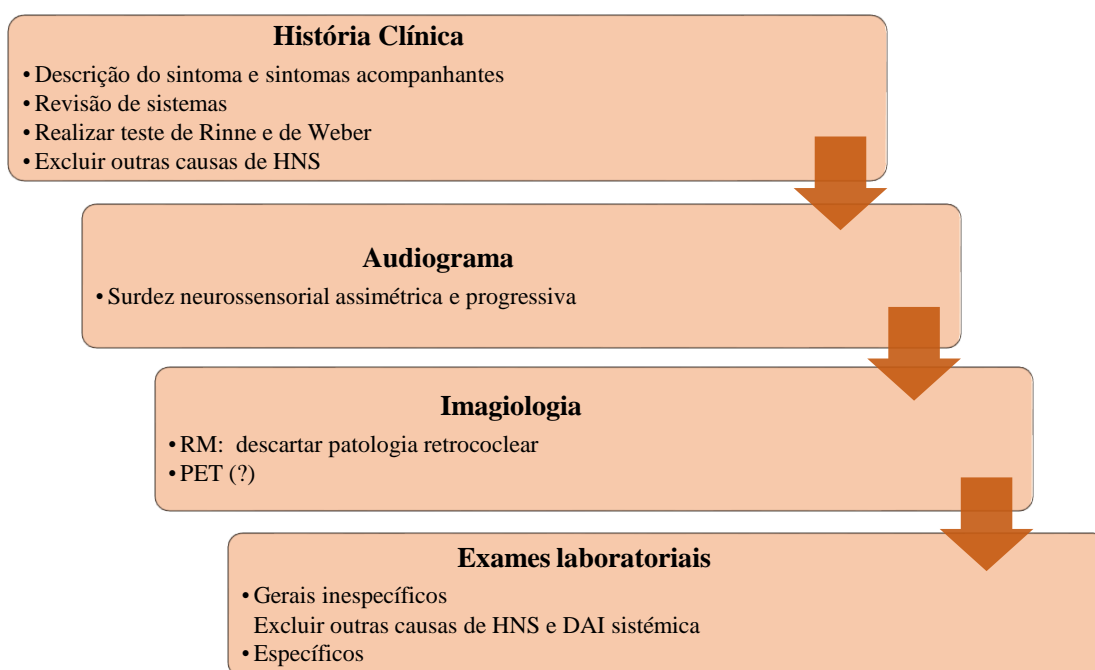 História Clínica
• Descrição do sintoma e sintomas acompanhantes
• Revisão de sistemas
• Realizar teste de Rinne e de Weber
• Excluir outras causas de HNS
Audiograma
• Surdez neurossensorial assimétrica e progressiva
Imagiologia
• RM: descartar patologia retrococlear
• PET (?)
Exames laboratoriais
• Gerais inespecíficos
Excluir outras causas de HNS e DAI sistémica
• Específicos